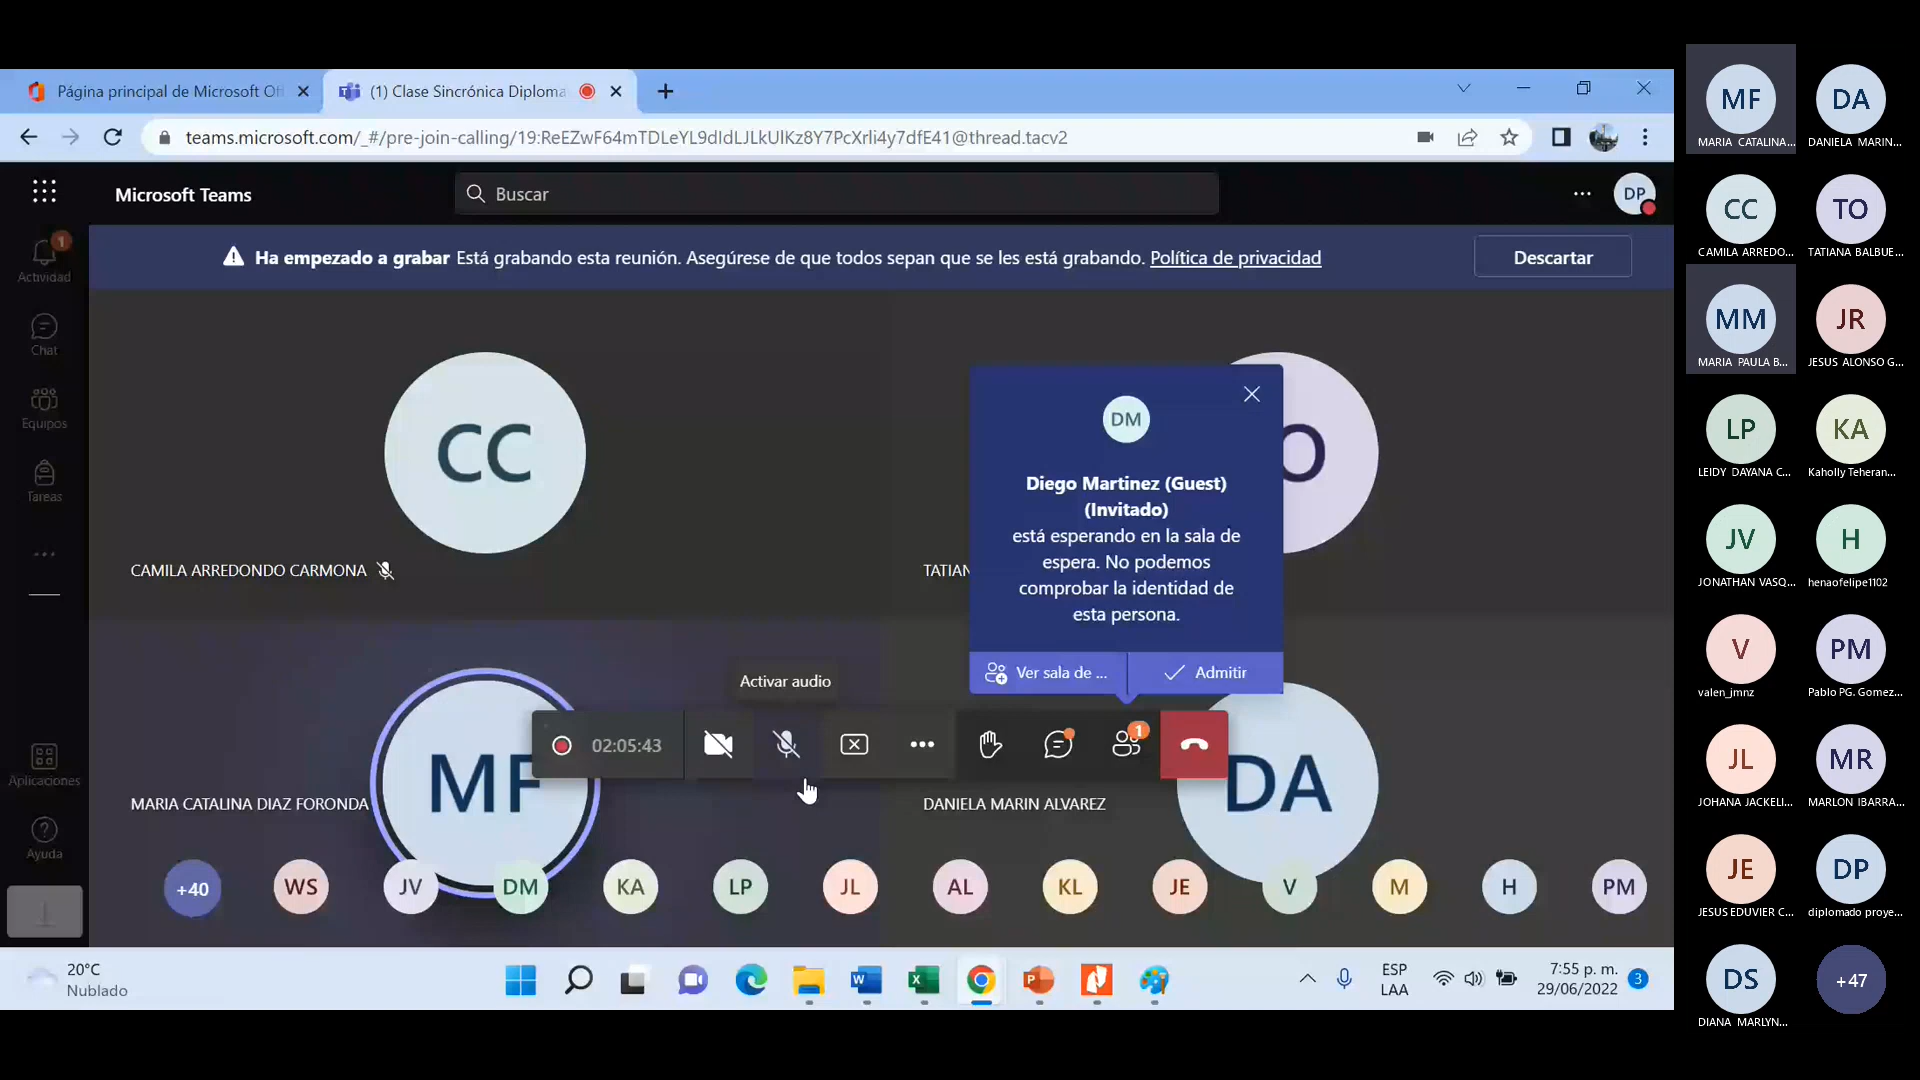 Página principal de Microsoft Of
(1) Clase Sincrónica Diploma
teams.microsoft.com/_#/pre-join-calling/19:ReEZwF64mTDLeYL9dIdLJLkUlKz8Y7PcXrli4y7dfE41@thread.tacv2
Microsoft Teams
Buscar
DP
Ha empezado a grabar Está grabando esta reunión. Asegúrese de que todos sepan que se les está grabando. Política de privacidad
Descartar
1
Actividad
Chat
Equipos
Tareas
Aplicaciones
Ayuda
CC
CAMILA ARREDONDO CARMONA
O
TATIAN
DM
Diego Martinez (Guest)
(Invitado)
está esperando en la sala de
espera. No podemos
comprobar la identidad de
esta persona.
Ver sala de ...
Admitir
Activar audio
02:05:43
1
MF
MARIA CATALINA DIAZ FORONDA
DA
DANIELA MARIN ALVAREZ
+40
WS
JV
DM
KA
LP
JL
AL
KL
JE
V
M
H
PM
20°C
Nublado
ESP
LAA
7:55 p. m.
29/06/2022
3
MF
MARIA CATALINA...
DA
DANIELA MARIN...
CC
CAMILA ARREDO...
TO
TATIANA BALBUE...
MM
MARIA PAULA B...
JR
JESUS ALONSO G...
LP
LEIDY DAYANA C...
KA
Kaholly Teheran...
JV
JONATHAN VASQ...
H
henaofelipe1102
V
valen_jmnz
PM
Pablo PG. Gomez...
JL
JOHANA JACKELI...
MR
MARLON IBARRA...
JE
JESUS EDUVIER C...
DP
diplomado proye...
DS
DIANA MARLYN...
+47